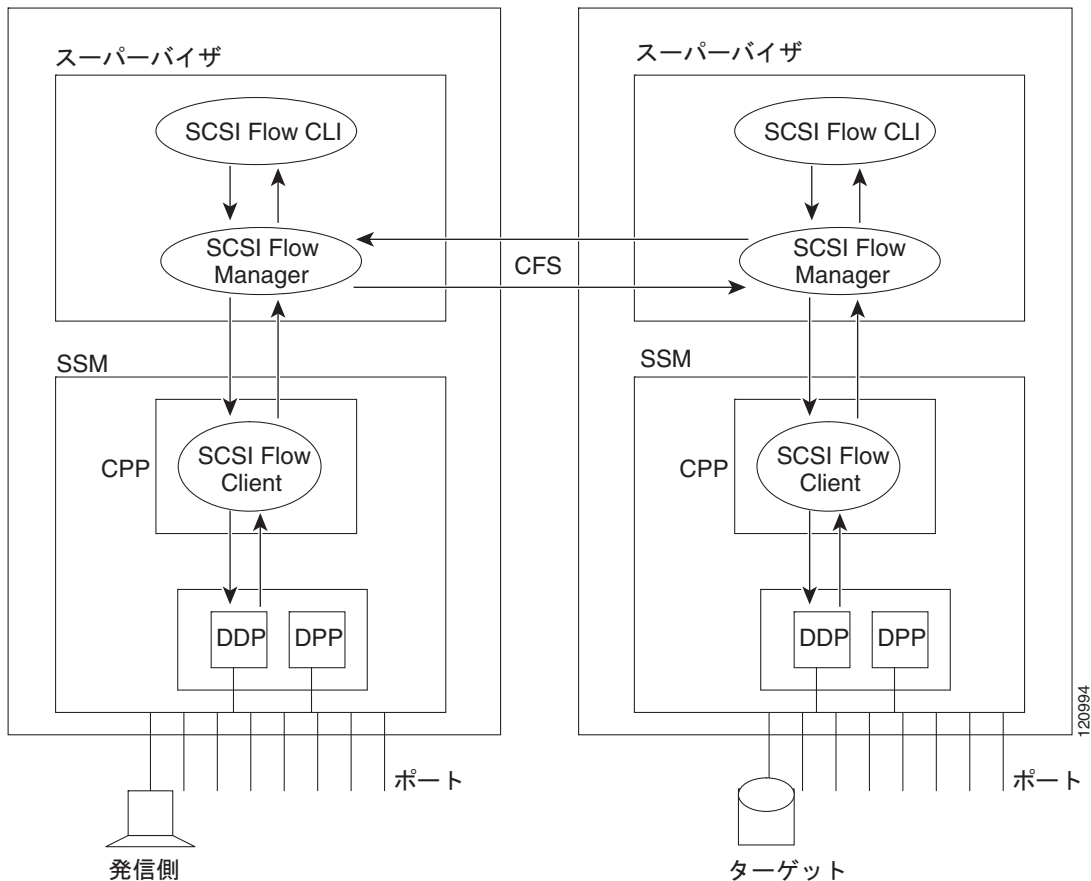 スーパーバイザ
SCSI Flow CLI
SCSI Flow
Manager
SSM
CPP
SCSI Flow
Client
DDP
DPP
ポート
発信側
CFS
スーパーバイザ
SCSI Flow CLI
SCSI Flow
Manager
SSM
CPP
SCSI Flow
Client
DDP
DPP
ポート
ターゲット
120994